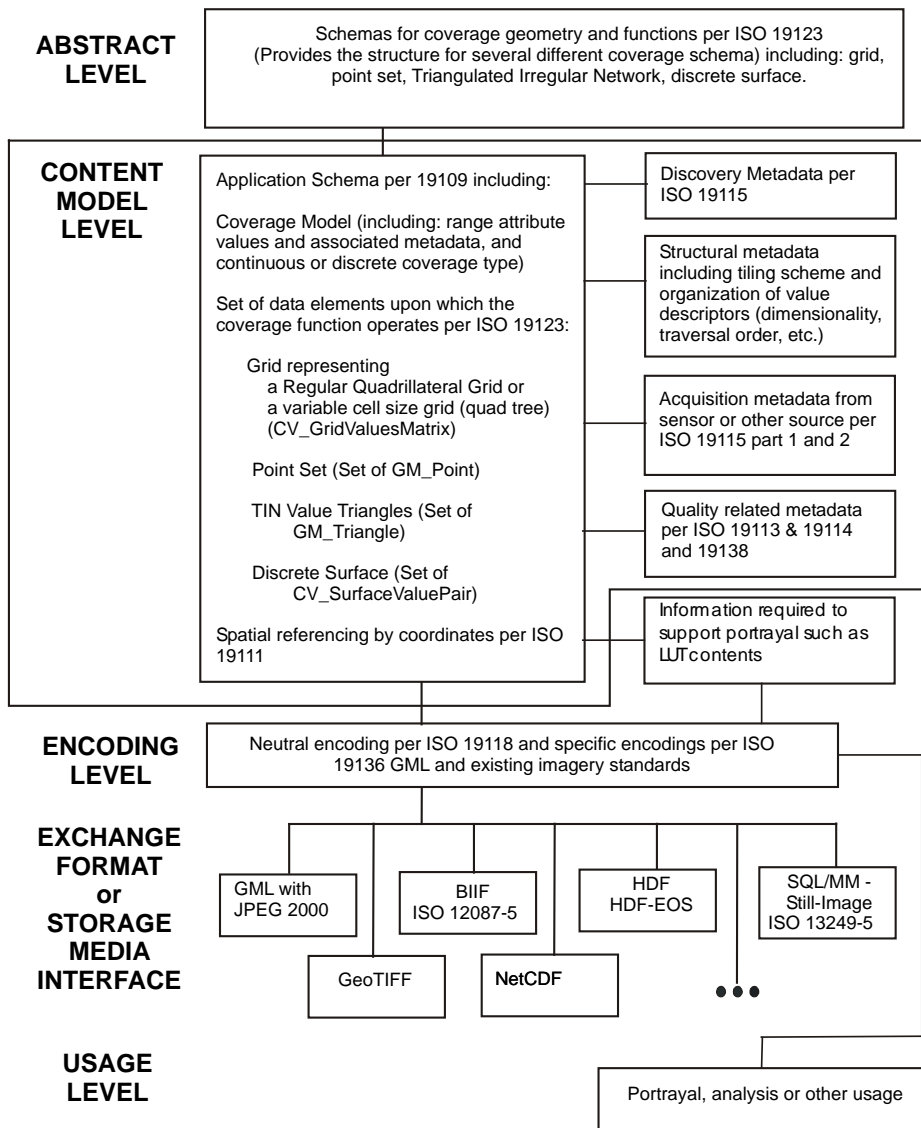 ABSTRACT
LEVEL
Schemas for coverage geometry and functions per ISO 19123
(Provides the structure for several different coverage schema) including: grid,
point set, Triangulated Irregular Network, discrete surface.
CONTENT
MODEL
LEVEL
Application Schema per 19109 including:
Coverage Model (including: range attribute
values and associated metadata, and
continuous or discrete coverage type)
Set of data elements upon which the
coverage function operates per ISO 19123:
Grid representing
a Regular Quadrillateral Grid or
a variable cell size grid (quad tree)
(CV_GridValuesMatrix)
Point Set (Set of GM_Point)
TIN Value Triangles (Set of
GM_Triangle)
Discrete Surface (Set of
CV_SurfaceValuePair)
Spatial referencing by coordinates per ISO
19111
Discovery Metadata per
ISO 19115
Structural metadata
including tiling scheme and
organization of value
descriptors (dimensionality,
traversal order, etc.)
Acquisition metadata from
sensor or other source per
ISO 19115 part 1 and 2
Quality related metadata
per ISO 19113 & 19114
and 19138
Information required to
support portrayal such as
LUT contents
ENCODING
LEVEL
Neutral encoding per ISO 19118 and specific encodings per ISO
19136 GML and existing imagery standards
EXCHANGE
FORMAT
or
STORAGE
MEDIA
INTERFACE
GML with
JPEG 2000
BIIF
ISO 12087-5
HDF
HDF-EOS
SQL/MM -
Still-Image
ISO 13249-5
GeoTIFF
NetCDF
USAGE
LEVEL
Portrayal, analysis or other usage